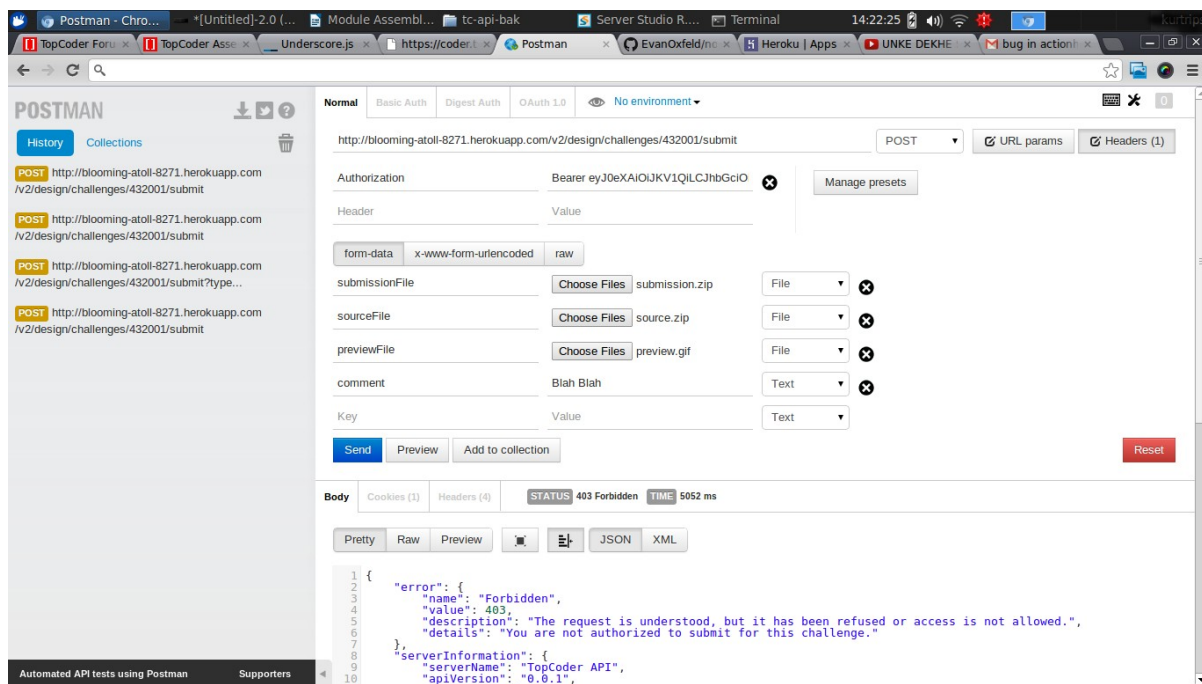 Postman - Chro... *[Untitled]-2.0 (... Module Assembl... tc-api-bak Server Studio R.... Terminal 14:22:25 kurtrips
TopCoder Foru TopCoder Asse Underscore.js https://coder.t Postman EvanOxfeld/no Heroku | Apps UNKE DEKHE bug in actionh
POSTMAN
History Collections
POST http://blooming-atoll-8271.herokuapp.com
/v2/design/challenges/432001/submit
POST http://blooming-atoll-8271.herokuapp.com
/v2/design/challenges/432001/submit
POST http://blooming-atoll-8271.herokuapp.com
/v2/design/challenges/432001/submit?type...
POST http://blooming-atoll-8271.herokuapp.com
/v2/design/challenges/432001/submit
Automated API tests using Postman Supporters
Normal Basic Auth Digest Auth OAuth 1.0 No environment 0
http://blooming-atoll-8271.herokuapp.com/v2/design/challenges/432001/submit POST URL params Headers (1)
Authorization Bearer eyJ0eXAiOiJKV1QiLCJhbGciO Manage presets
Header Value
form-data x-www-form-urlencoded raw
submissionFile Choose Files submission.zip File
sourceFile Choose Files source.zip File
previewFile Choose Files preview.gif File
comment Blah Blah Text
Key Value Text
Send Preview Add to collection Reset
Body Cookies (1) Headers (4) STATUS 403 Forbidden TIME 5052 ms
Pretty Raw Preview JSON XML
1 {
2 "error": {
3 "name": "Forbidden",
4 "value": 403,
5 "description": "The request is understood, but it has been refused or access is not allowed.",
6 "details": "You are not authorized to submit for this challenge."
7 },
8 "serverInformation": {
9 "serverName": "TopCoder API",
10 "apiVersion": "0.0.1",